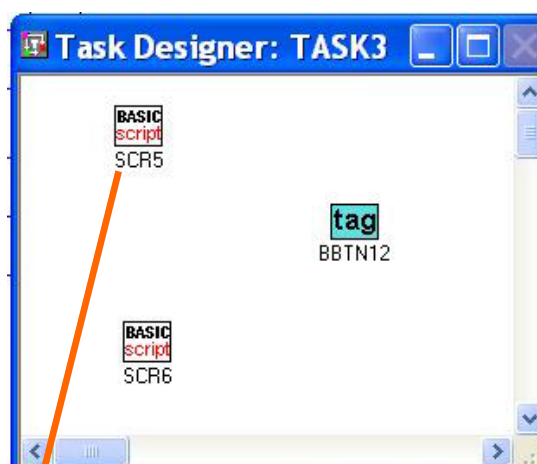 Task Designer: TASK3
BASIC
script
SCR5
tag
BBTN12
BASIC
script
SCR6